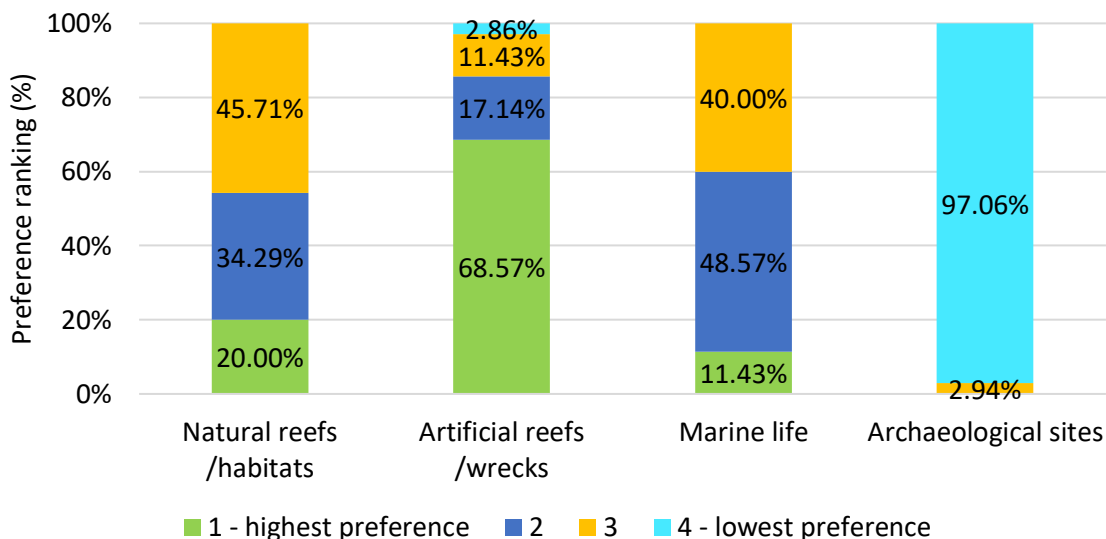 Preference ranking (%)
100%
80%
60%
40%
20%
0%
45.71%
34.29%
20.00%
2.86%
11.43%
17.14%
68.57%
40.00%
48.57%
11.43%
97.06%
2.94%
Natural reefs
/habitats
Artificial reefs
/wrecks
Marine life
Archaeological sites
1 - highest preference 2 3 4 - lowest preference